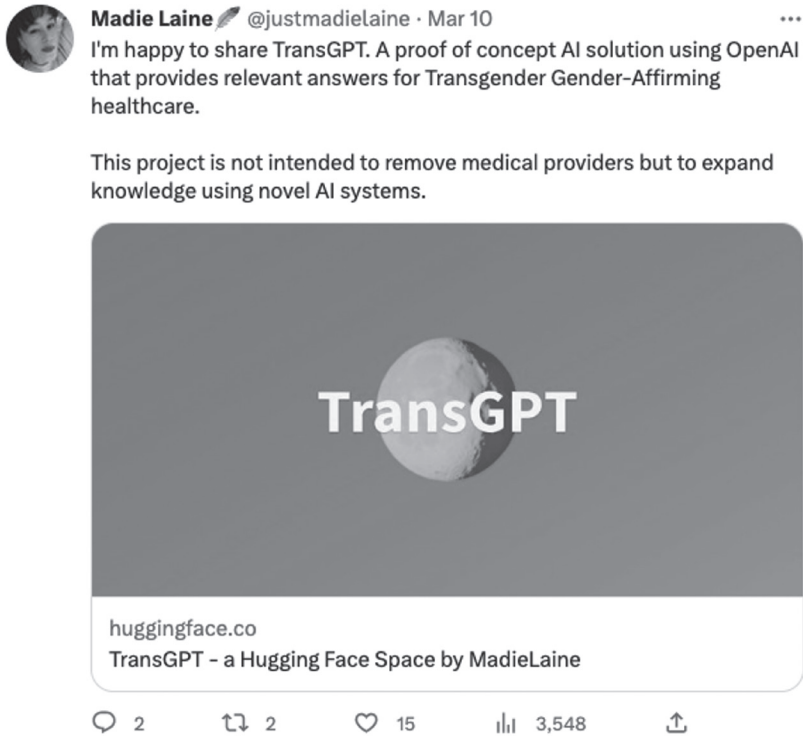 Madie Laine @justmadielaine · Mar 10
I'm happy to share TransGPT. A proof of concept AI solution using OpenAI
that provides relevant answers for Transgender Gender-Affirming
healthcare.
This project is not intended to remove medical providers but to expand
knowledge using novel AI systems.
TransGPT
huggingface.co
TransGPT - a Hugging Face Space by MadieLaine
2 2 15 3,548